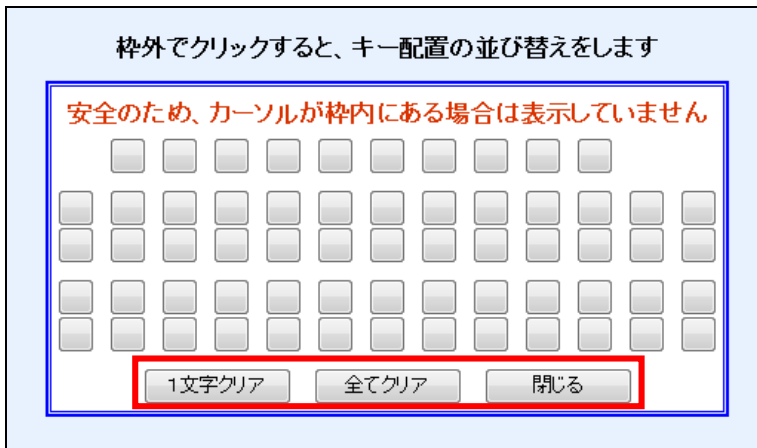 枠外でクリックすると、キー配置の並び替えをします
安全のため、カーソルが枠内にある場合は表示していません
1文字クリア 全てクリア 閉じる